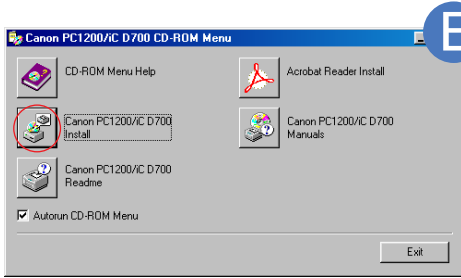 Canon PC1200/iC D700 CD-ROM Menu
E
CD-ROM Menu Help
Acrobat Reader Install
Canon PC1200/iC D700
Install
Canon PC1200/iC D700
Manuals
Canon PC1200/iC D700
Readme
Autorun CD-ROM Menu
Exit